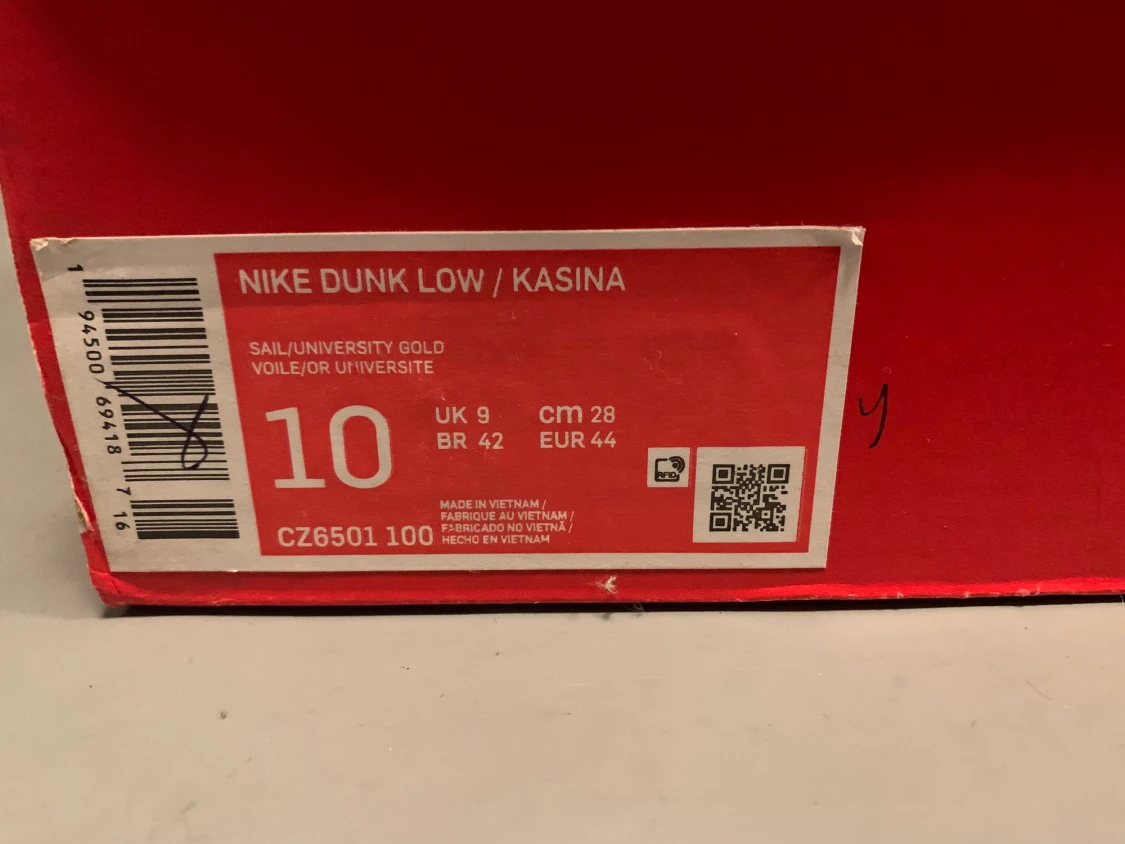 NIKE DUNK LOW / KASINA
SAIL/UNIVERSITY GOLD
VOILE/OR UNIVERSITE
10
UK 9
cm 28
BR 42
EUR 44
RFID
MADE IN VIETNAM /
FABRIQUE AU VIETNAM /
FABRICADO NO VIETNÃ /
HECHO EN VIETNAM
CZ6501 100
1 94500 69418 7 16
y